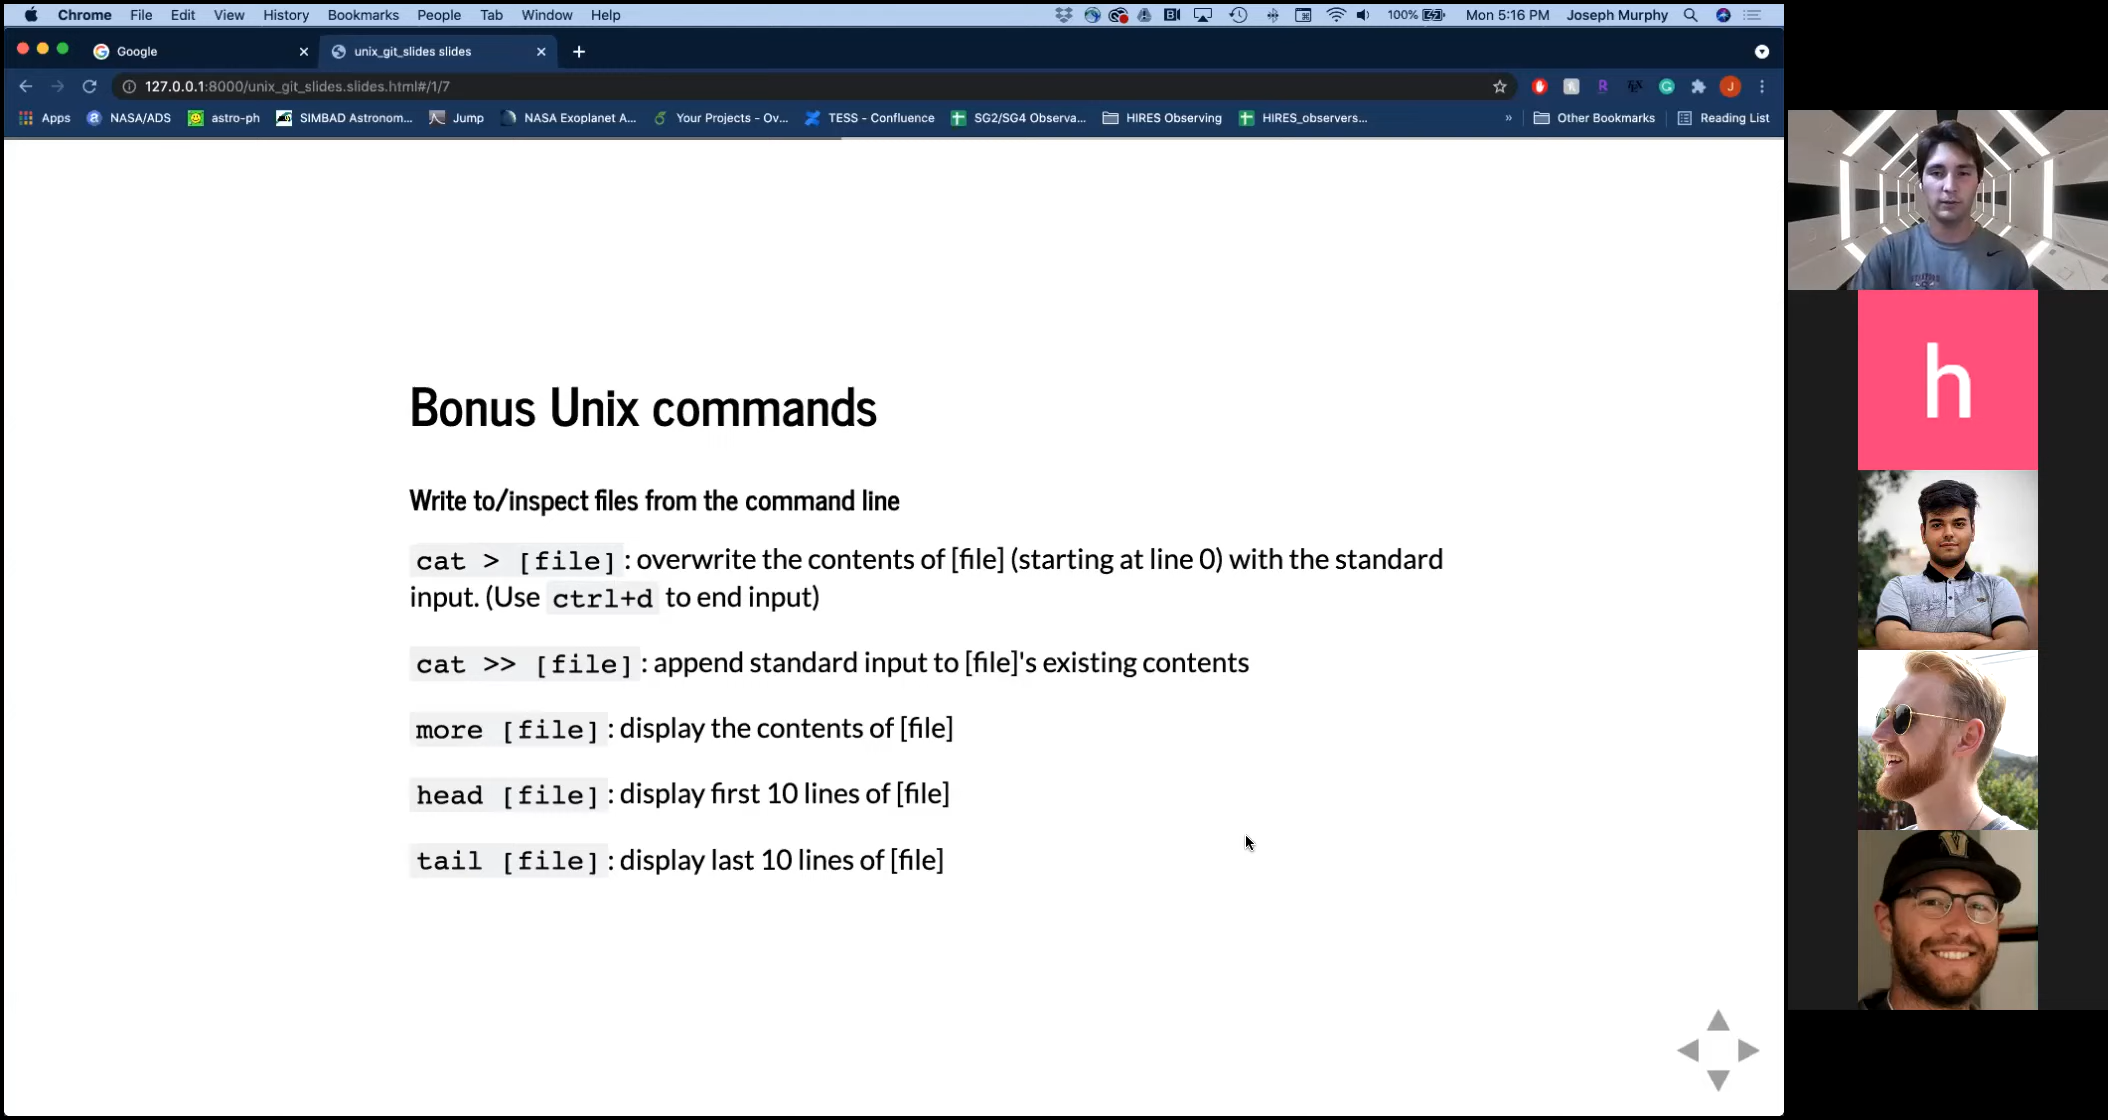 Chrome File Edit View History Bookmarks People Tab Window Help 100% Mon 5:16 PM Joseph Murphy
Google unix_git_slides slides
127.0.0.1:8000/unix_git_slides.slides.html#/1/7
Apps NASA/ADS astro-ph SIMBAD Astronom... Jump NASA Exoplanet A... Your Projects - Ov... TESS - Confluence SG2/SG4 Observa... HIRES Observing HIRES_observers... » Other Bookmarks Reading List
Bonus Unix commands
Write to/inspect files from the command line
cat > [file] : overwrite the contents of [file] (starting at line 0) with the standard
input. (Use ctrl+d to end input)
cat >> [file] : append standard input to [file]'s existing contents
more [file] : display the contents of [file]
head [file] : display first 10 lines of [file]
tail [file] : display last 10 lines of [file]
h
V